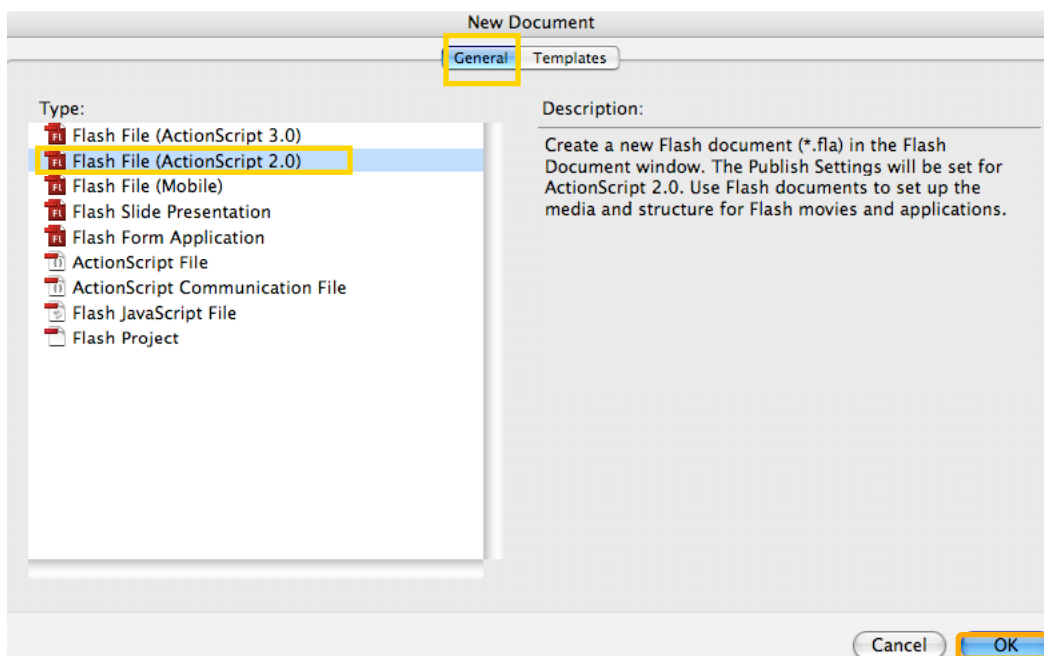 New Document
General Templates
Type:
Flash File (ActionScript 3.0)
Flash File (ActionScript 2.0)
Flash File (Mobile)
Flash Slide Presentation
Flash Form Application
ActionScript File
ActionScript Communication File
Flash JavaScript File
Flash Project
Description:
Create a new Flash document (*.fla) in the Flash
Document window. The Publish Settings will be set for
ActionScript 2.0. Use Flash documents to set up the
media and structure for Flash movies and applications.
Cancel OK